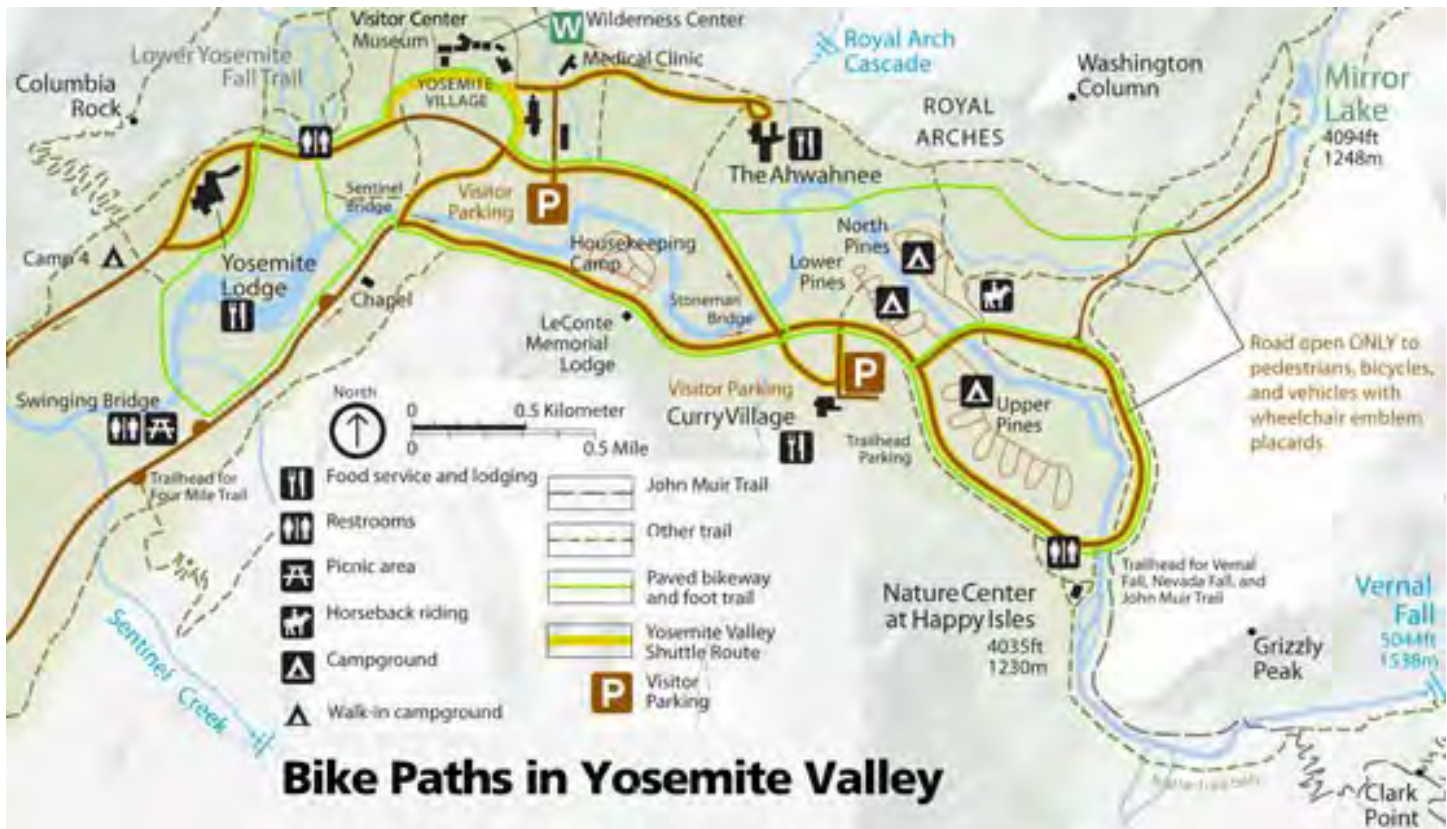 Visitor Center
Museum
W
Wilderness Center
Medical Clinic
Lower Yosemite
Fall Trail
Columbia
Rock
YOSEMITE
VILLAGE
Royal Arch
Cascade
Washington
Column
ROYAL
ARCHES
Mirror
Lake
4094ft
1248m
The Ahwahnee
Sentinel
Bridge
Visitor
Parking
P
Camp 4
Yosemite
Lodge
Chapel
Housekeeping
Camp
North
Pines
Lower
Pines
Stoneman
Bridge
LeConte
Memorial
Lodge
Road open ONLY to
pedestrians, bicycles,
and vehicles with
wheelchair emblem
placards
Visitor Parking
P
Curry Village
Upper
Pines
Trailhead
Parking
Swinging Bridge
Trailhead for
Four Mile Trail
North
0
0.5 Kilometer
0
0.5 Mile
Food service and lodging
Restrooms
Picnic area
Horseback riding
Campground
Walk-in campground
John Muir Trail
Other trail
Paved bikeway
and foot trail
Yosemite Valley
Shuttle Route
P
Visitor
Parking
Sentinel Creek
Nature Center
at Happy Isles
4035ft
1230m
Trailhead for Vernal
Fall, Nevada Fall, and
John Muir Trail
Vernal
Fall
5044ft
1538m
Grizzly
Peak
Clark
Point
Bike Paths in Yosemite Valley